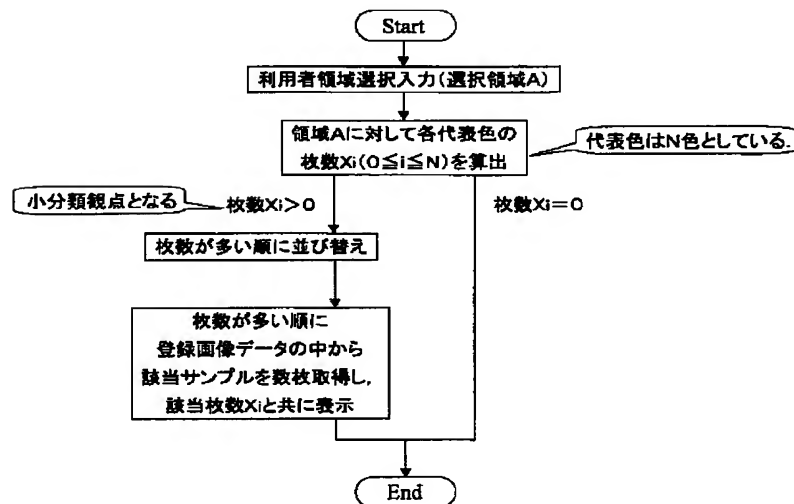 Start
利用者領域選択入力(選択領域A)
領域Aに対して各代表色の
枚数Xi(0≦i≦N)を算出
代表色はN色としている.
小分類観点となる
枚数Xi>0
枚数Xi=0
枚数が多い順に並び替え
枚数が多い順に
登録画像データの中から
該当サンプルを数枚取得し,
該当枚数Xiと共に表示
End